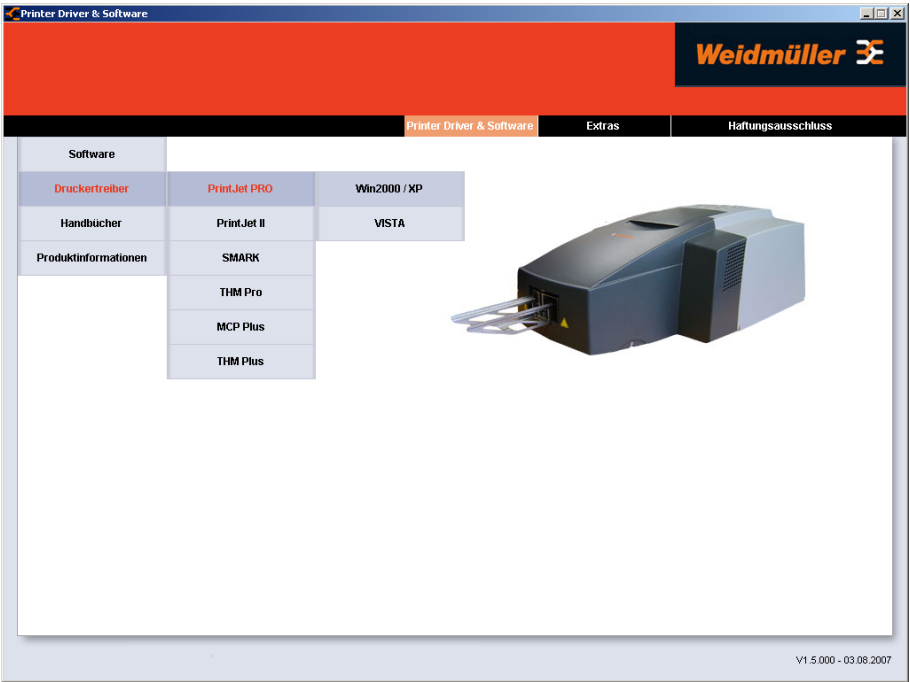 Printer Driver & Software
Weidmüller
Printer Driver & Software Extras Haftungsausschluss
Software
Druckertreiber PrintJet PRO Win2000 / XP
Handbücher PrintJet II VISTA
Produktinformationen SMARK
THM Pro
MCP Plus
THM Plus
V1.5.000 - 03.08.2007